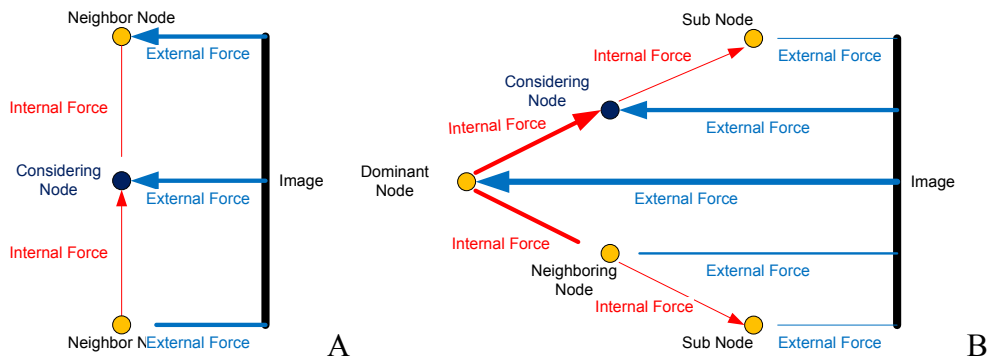 Neighbor Node
External Force
Internal Force
Considering
Node
External Force
Image
Internal Force
Neighbor N
External Force
A
Sub Node
Internal Force
External Force
Considering
Node
Internal Force
External Force
Dominant
Node
External Force
Image
Internal Force
Neighboring
Node
External Force
Internal Force
Sub Node
External Force
B